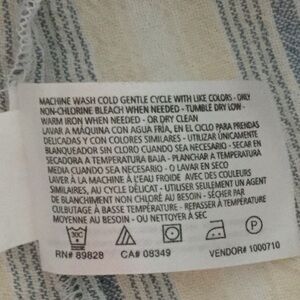 MACHINE WASH COLD GENTLE CYCLE WITH LIKE COLORS - ONLY
NON-CHLORINE BLEACH WHEN NEEDED - TUMBLE DRY LOW -
WARM IRON WHEN NEEDED - OR DRY CLEAN
LAVAR A MÁQUINA CON AGUA FRÍA, EN EL CICLO PARA PRENDAS
DELICADAS Y CON COLORES SIMILARES - UTILIZAR ÚNICAMENTE
BLANQUEADOR SIN CLORO CUANDO SEA NECESARIO - SECAR EN
SECADORA A TEMPERATURA BAJA - PLANCHAR A TEMPERATURA
MEDIA CUANDO SEA NECESARIO - O LAVAR EN SECO
LAVER À LA MACHINE À L'EAU FROIDE AVEC DES COULEURS
SIMILAIRES, AU CYCLE DÉLICAT - UTILISER SEULEMENT UN AGENT
DE BLANCHIMENT NON CHLORÉ AU BESOIN - SÉCHER PAR
CULBUTAGE À BASSE TEMPÉRATURE - REPASSER À TEMPÉRATURE
MOYENNE AU BESOIN - OU NETTOYER À SEC
30C P
RN# 89828 CA# 08349 VENDOR# 1000710